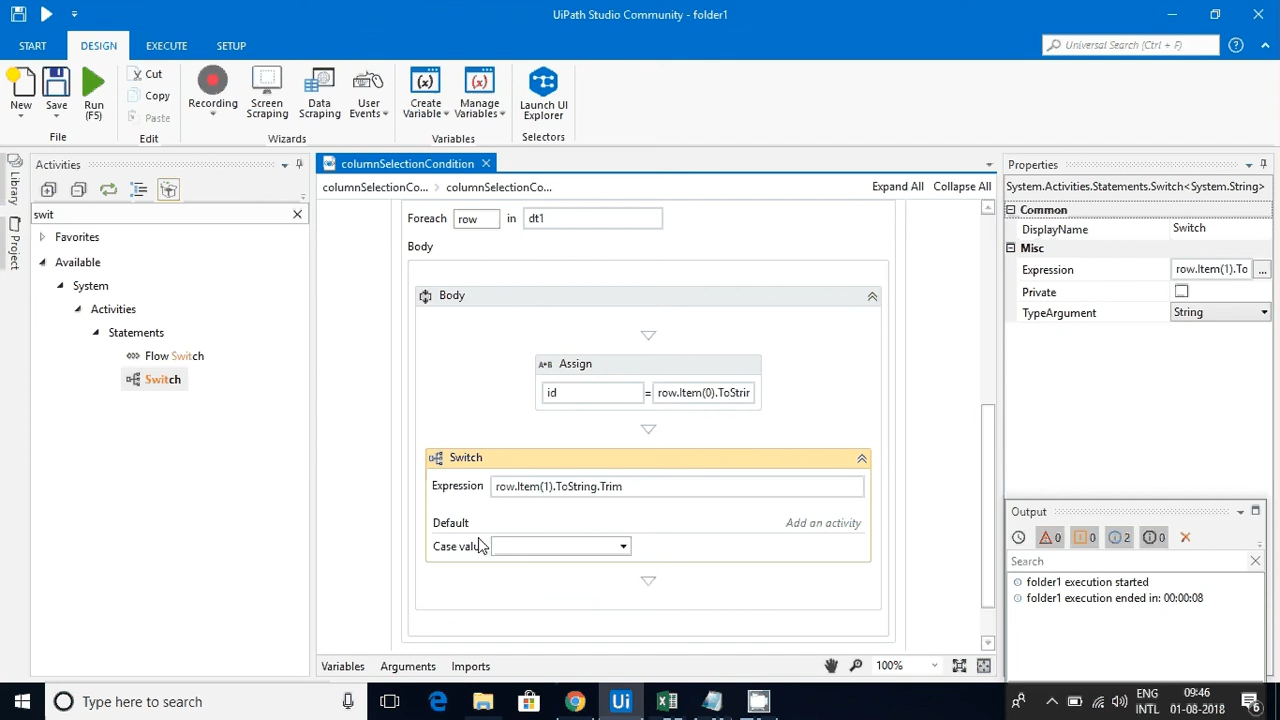 UiPath Studio Community - folder1
START DESIGN EXECUTE SETUP
Universal Search (Ctrl + F)
New
Save
Run
(F5)
Cut
Copy
Paste
Recording
Screen
Scraping
Data
Scraping
User
Events
Create
Variable
Manage
Variables
Launch UI
Explorer
File Edit Wizards Variables Selectors
Library
Project
Activities
swit
Favorites
Available
System
Activities
Statements
Flow Switch
Switch
columnSelectionCondition
columnSelectionCo... > columnSelectionCo...
Expand All Collapse All
Foreach row in dt1
Body
Body
A*B Assign
id = row.Item(0).ToStrir
Switch
Expression row.Item(1).ToString.Trim
Default Add an activity
Case valu
Variables Arguments Imports
100%
Properties
System.Activities.Statements.Switch<System.String>
Common
DisplayName Switch
Misc
Expression row.Item(1).To ...
Private
TypeArgument String
Output
0 0 2 0
Search
folder1 execution started
folder1 execution ended in: 00:00:08
Type here to search
Ui
ENG
INTL
09:46
01-08-2018
6